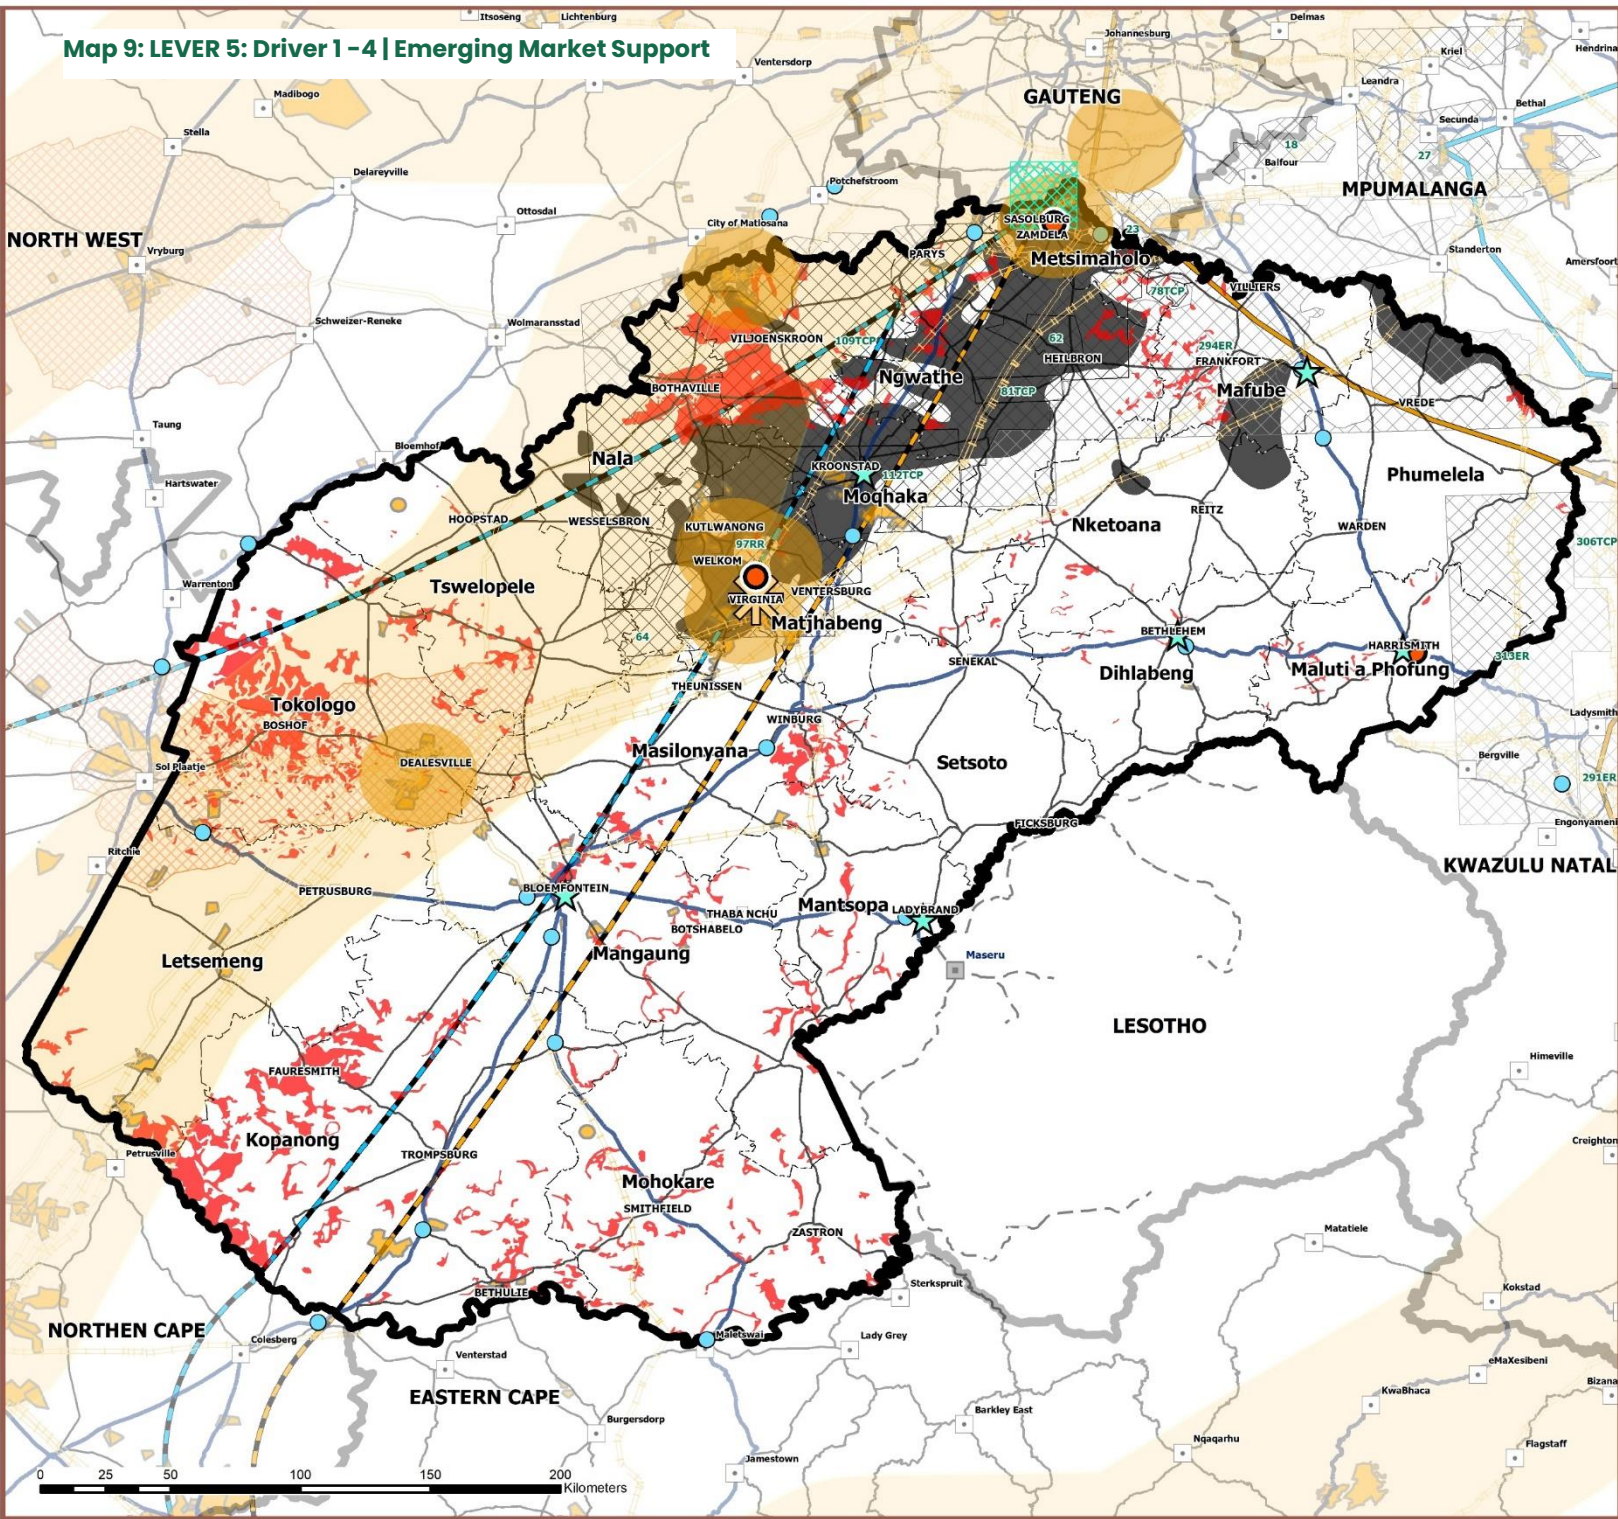 Itsoseng
Lichtenburg
Delmas
Johannesburg
Hendrina
Map 9: LEVER 5: Driver 1 -4 | Emerging Market Support
Kriel
Ventersdorp
Leandra
Madibogo
GAUTENG
Bethal
Secunda
Stella
18
27
Balfour
Delareyville
Potchefstroom
MPUMALANGA
Ottosdal
City of Matlosana
SASOLBURG
ZAMDELA
23
NORTH WEST
Vryburg
PARYS
Metsimaholo
Standerton
Amersfoort
78TCP
VILLIERS
Schweizer-Reneke
Wolmaransstad
VILJOENSKROON
109TCP
62
294ER
HEILBRON
FRANKFORT
Ngwathe
BOTHAVILLE
81TCP
Mafube
VREDE
Taung
Bloemhof
Nala
KROONSTAD
112TCP
Phumelela
Hartswater
Moqhaka
HOOPSTAD
WESSELSBRON
KUTLWANONG
Nketoana
REITZ
WARDEN
97RR
306TCP
WELKOM
Warrenton
Tswelopele
VIRGINIA
VENTERSBURG
Matjhabeng
64
BETHLEHEM
HARRISMITH
313ER
SENEKAL
Dihlabeng
Maluti a Phofung
THEUNISSEN
Tokologo
BOSHOF
WINBURG
Ladysmith
Masilonyana
Sol Plaatje
DEALESVILLE
Setsoto
Bergville
291ER
FICKSBURG
Engonyameni
Ritchie
KWAZULU NATAL
PETRUSBURG
BLOEMFONTEIN
Mantsopa
LADYBRAND
THABA NCHU
BOTSHABELO
Mangaung
Maseru
Letsemeng
LESOTHO
FAURESMITH
Himeville
Kopanong
Creighton
Petrusville
TROMPSBURG
Mohokare
SMITHFIELD
ZASTRON
Matatiele
Sterkspruit
BETHULIE
Kokstad
NORTHEN CAPE
Colesberg
Maletswai
Lady Grey
Venterstad
eMaXesibeni
EASTERN CAPE
KwaBhaca
Bizana
Burgersdorp
Barkley East
Nqaqarhu
Flagstaff
Jamestown
0 25 50 100 150 200
Kilometers